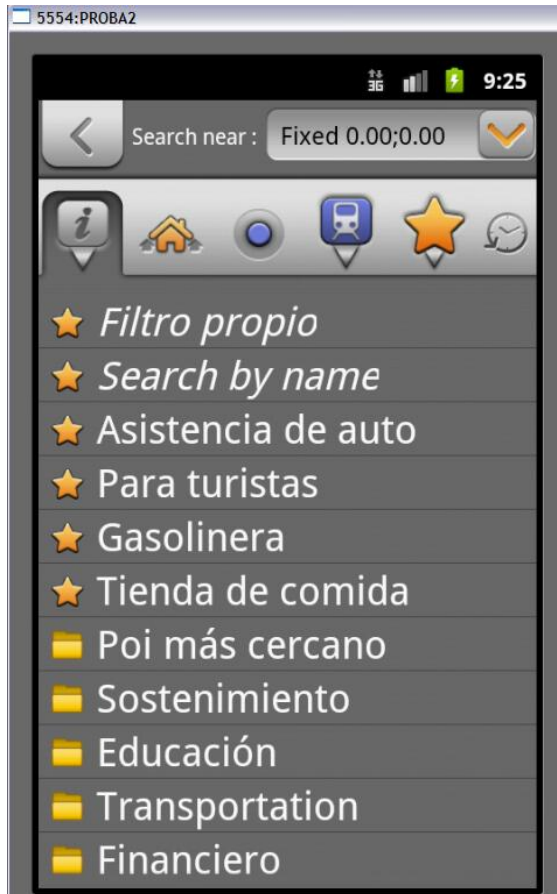 5554:PROBA2
3G 9:25
Search near : Fixed 0.00;0.00
i
Filtro propio
Search by name
Asistencia de auto
Para turistas
Gasolinera
Tienda de comida
Poi más cercano
Sostenimiento
Educación
Transportation
Financiero